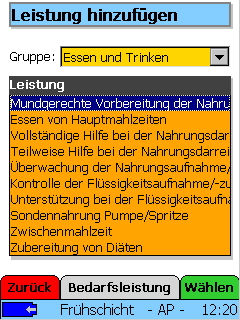 Leistung hinzufügen
Gruppe: Essen und Trinken
Leistung
Mundgerechte Vorbereitung der Nahru
Essen von Hauptmahlzeiten
Vollständige Hilfe bei der Nahrungsdar
Teilweise Hilfe bei der Nahrungsdarrei
Überwachung der Nahrungsaufnahme,
Kontrolle der Flüssigkeitsaufnahme/-zu
Unterstützung bei der Flüssigkeitsaufna
Sondennahrung Pumpe/Spritze
Zwischenmahlzeit
Zubereitung von Diäten
Zurück Bedarfsleistung Wählen
Frühschicht - AP - 12:20